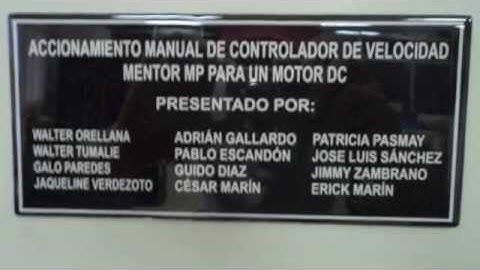 ACCIONAMIENTO MANUAL DE CONTROLADOR DE VELOCIDAD
MENTOR MP PARA UN MOTOR DC
PRESENTADO POR:
WALTER ORELLANA
WALTER TUMALIE
GALO PAREDES
JAQUELINE VERDEZOTO
ADRIÁN GALLARDO
PABLO ESCANDÓN
GUIDO DIAZ
CÉSAR MARÍN
PATRICIA PASMAY
JOSE LUIS SÁNCHEZ
JIMMY ZAMBRANO
ERICK MARÍN